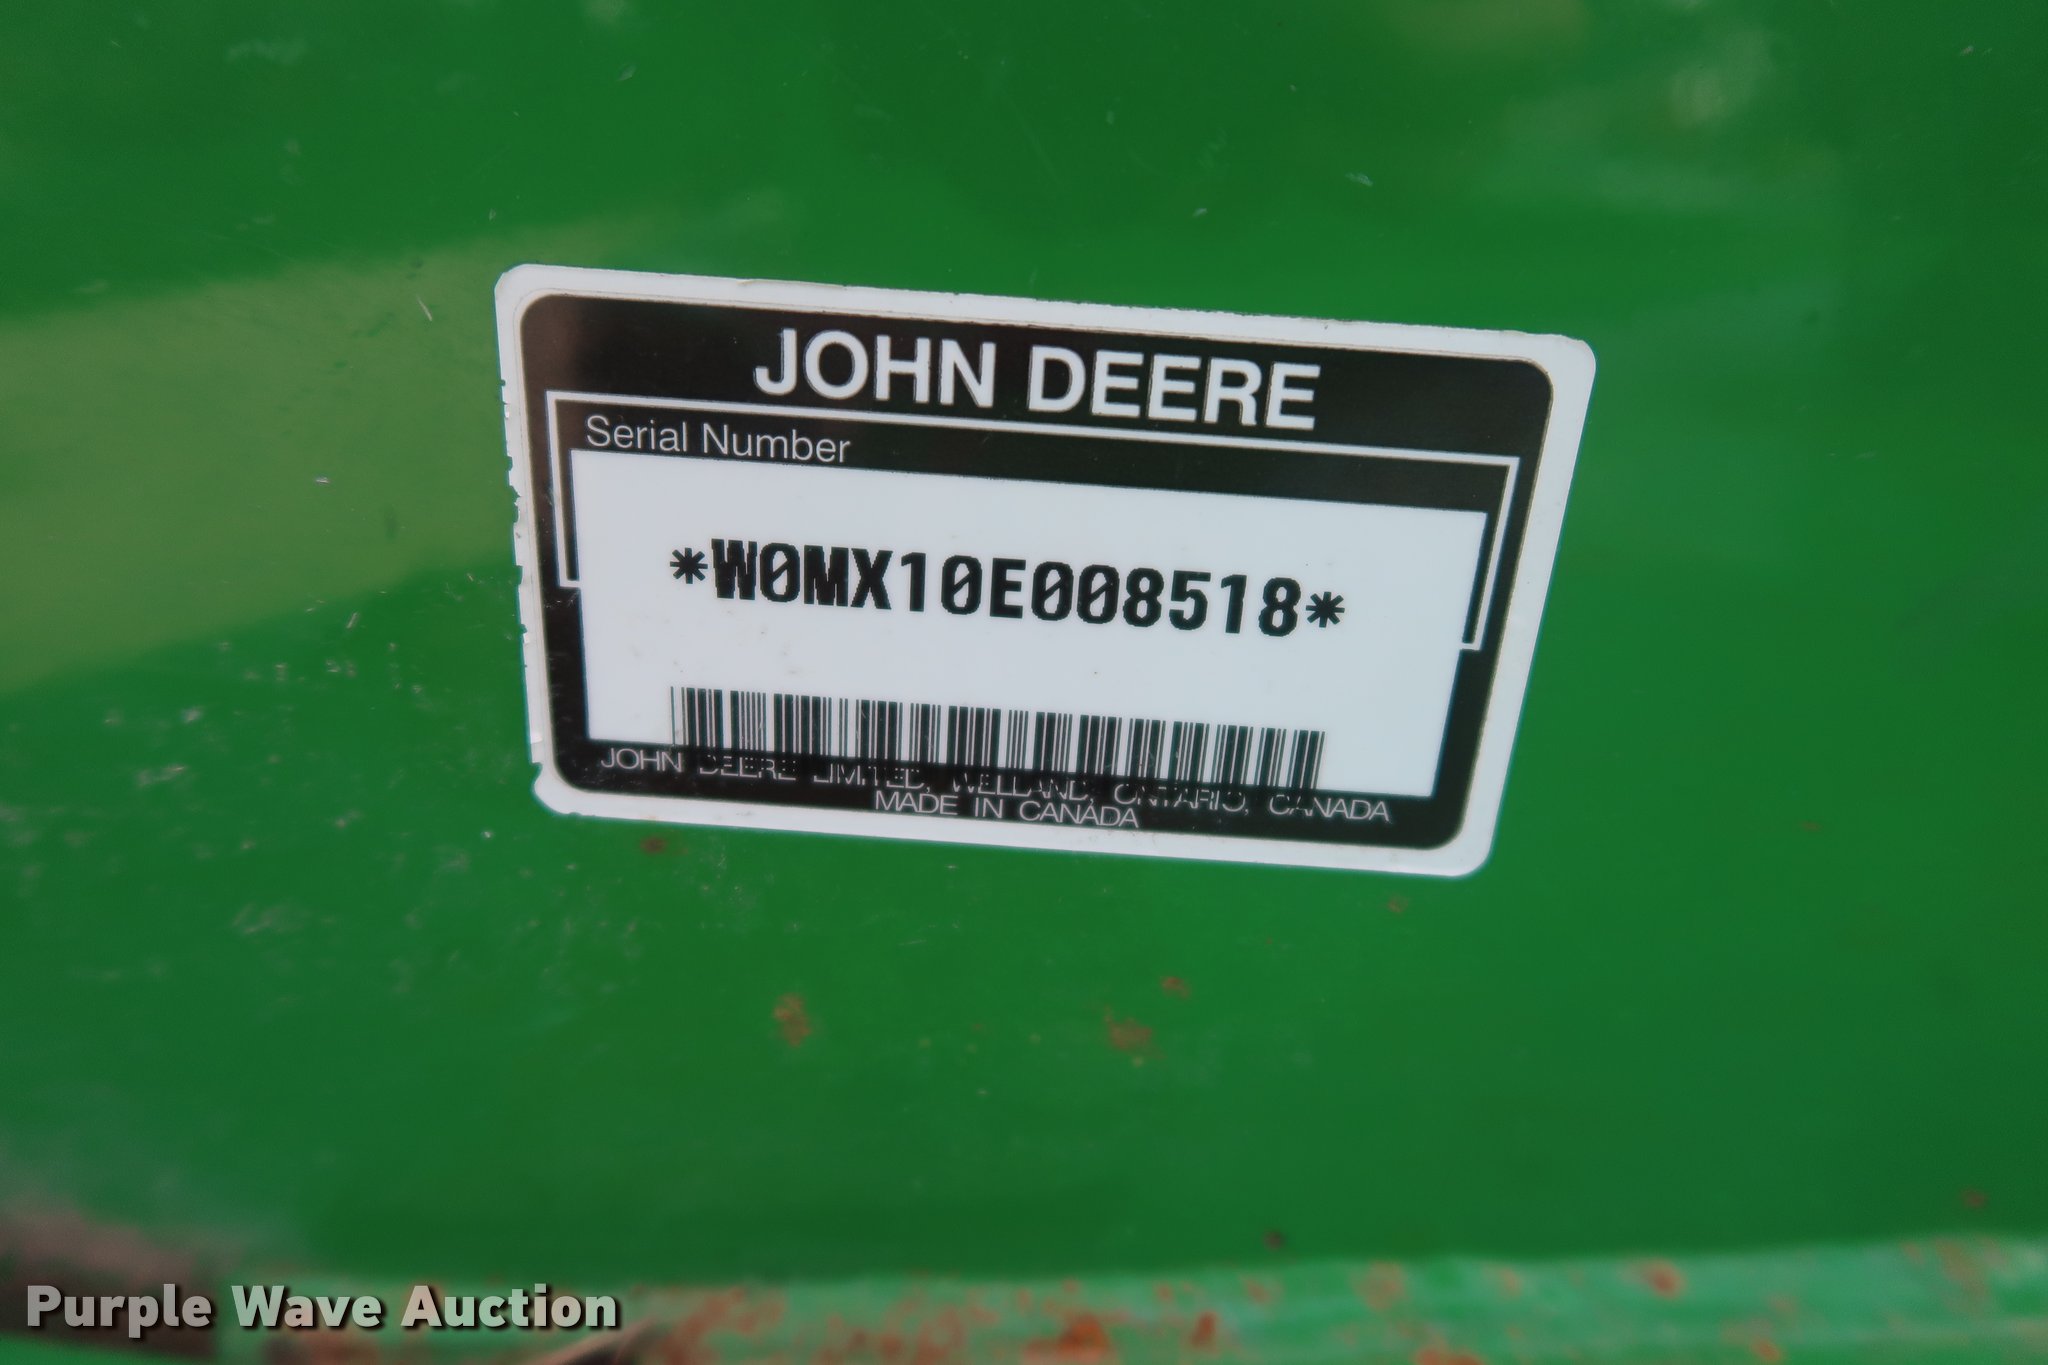 JOHN DEERE
Serial Number
*W0MX10E008518*
JOHN DEERE LIMITED, WELLAND, ONTARIO, CANADA
MADE IN CANADA
Purple Wave Auction